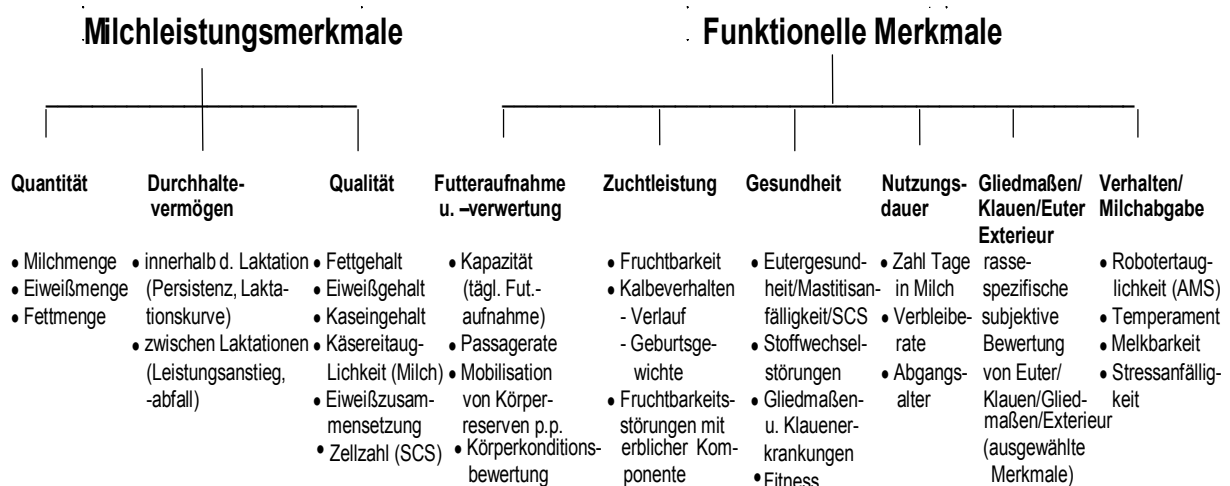 Milchleistungsmerkmale
Funktionelle Merkmale
Quantität
• Milchmenge
• Eiweißmenge
• Fettmenge
Durchhalte-
vermögen
• innerhalb d. Laktation
(Persistenz, Lakta-
tionskurve)
• zwischen Laktationen
(Leistungsanstieg,
-abfall)
Qualität
• Fettgehalt
• Eiweißgehalt
• Kaseingehalt
• Käsereitaug-
Lichkeit (Milch)
• Eiweißzusam-
mensetzung
• Zellzahl (SCS)
Futteraufnahme
u. –verwertung
• Kapazität
(tägl. Fut.-
aufnahme)
• Passagerate
• Mobilisation
von Körper-
reserven p.p.
• Körperkonditions-
bewertung
Zuchtleistung
• Fruchtbarkeit
• Kalbeverhalten
- Verlauf
- Geburtsge-
wichte
• Fruchtbarkeits-
störungen mit
erblicher Kom-
ponente
Gesundheit
• Eutergesund-
heit/Mastitisan-
fälligkeit/SCS
• Stoffwechsel-
störungen
• Gliedmaßen-
u. Klauener-
krankungen
• Fitness
Nutzungs-
dauer
• Zahl Tage
in Milch
• Verbleibe-
rate
• Abgangs-
alter
Gliedmaßen/
Klauen/Euter
Exterieur
rasse-
spezifische
subjektive
Bewertung
von Euter/
Klauen/Glied-
maßen/Exterieur
(ausgewählte
Merkmale)
Verhalten/
Milchabgabe
• Robotertaug-
lichkeit (AMS)
• Temperament
• Melkbarkeit
• Stressanfällig-
keit